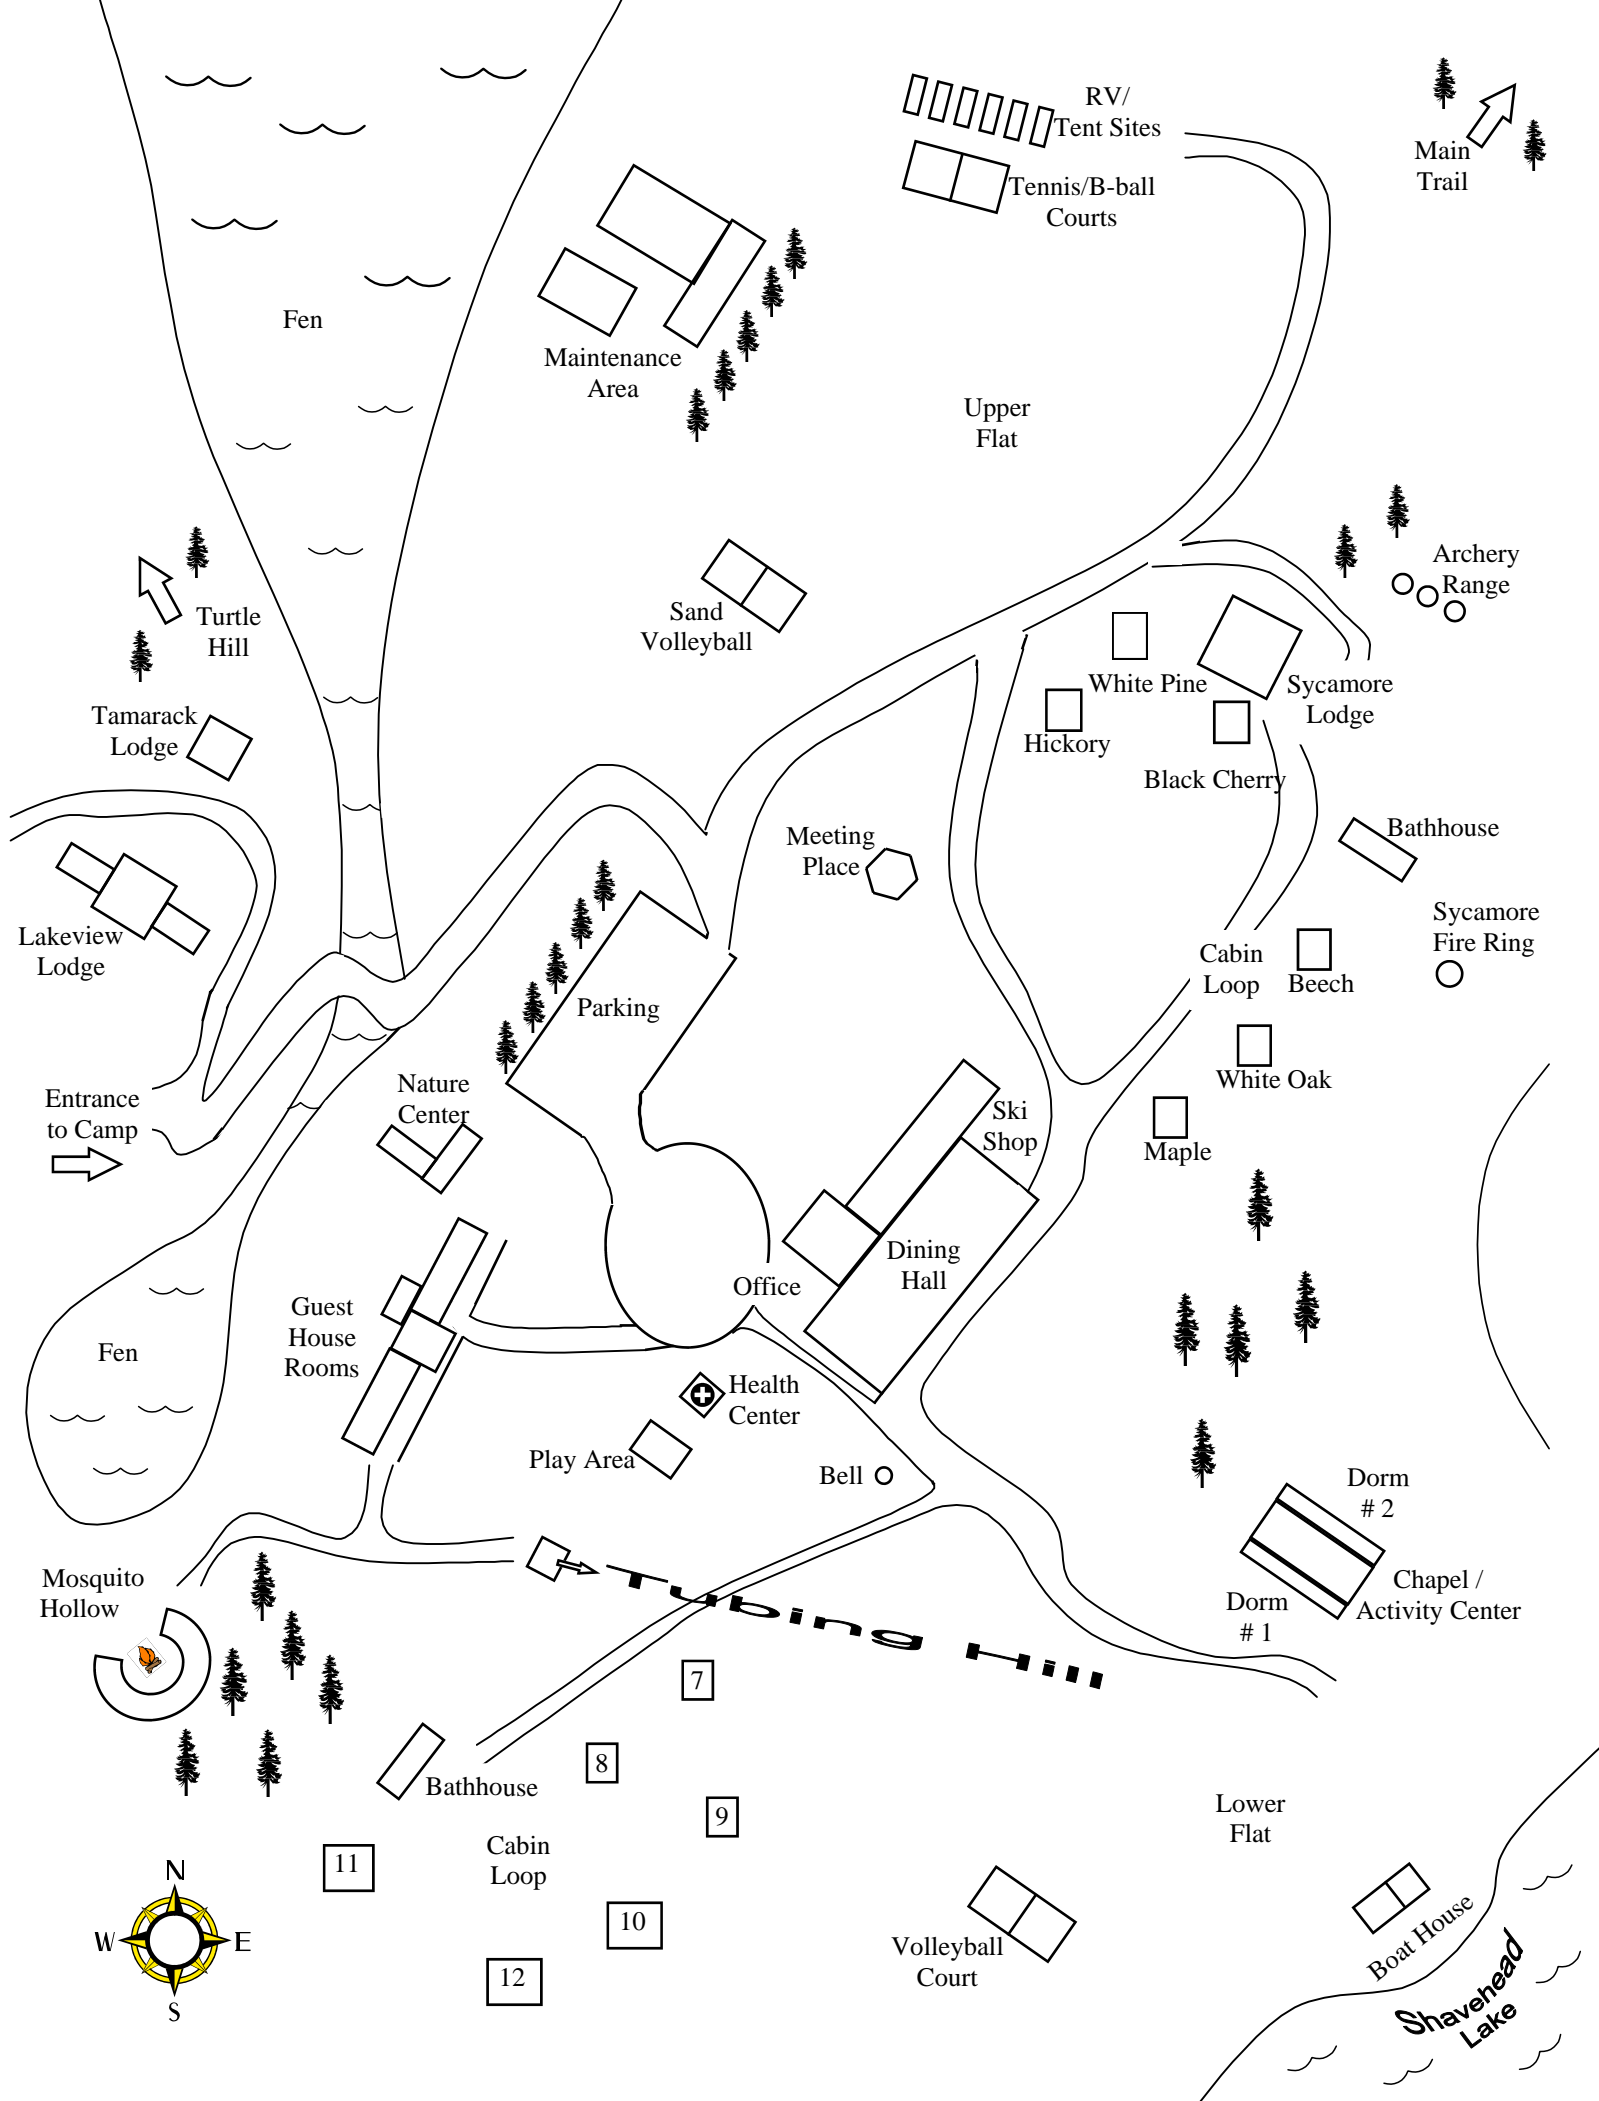 RV/
Tent Sites
Main
Trail
Tennis/B-ball
Courts
Fen
Maintenance
Area
Upper
Flat
Archery
Range
Turtle
Hill
Sand
Volleyball
White Pine
Sycamore
Lodge
Tamarack
Lodge
Hickory
Black Cherry
Meeting
Place
Bathhouse
Lakeview
Lodge
Sycamore
Fire Ring
Cabin
Loop
Beech
Parking
Entrance
to Camp
Nature
Center
White Oak
Ski
Shop
Maple
Dining
Hall
Office
Guest
House
Rooms
Fen
Health
Center
Play Area
Bell
Dorm
# 2
Mosquito
Hollow
Tubing Hill
Chapel /
Activity Center
Dorm
# 1
7
8
Bathhouse
9
Lower
Flat
Cabin
Loop
11
N
W
E
S
10
12
Volleyball
Court
Boat House
Shavehead
Lake